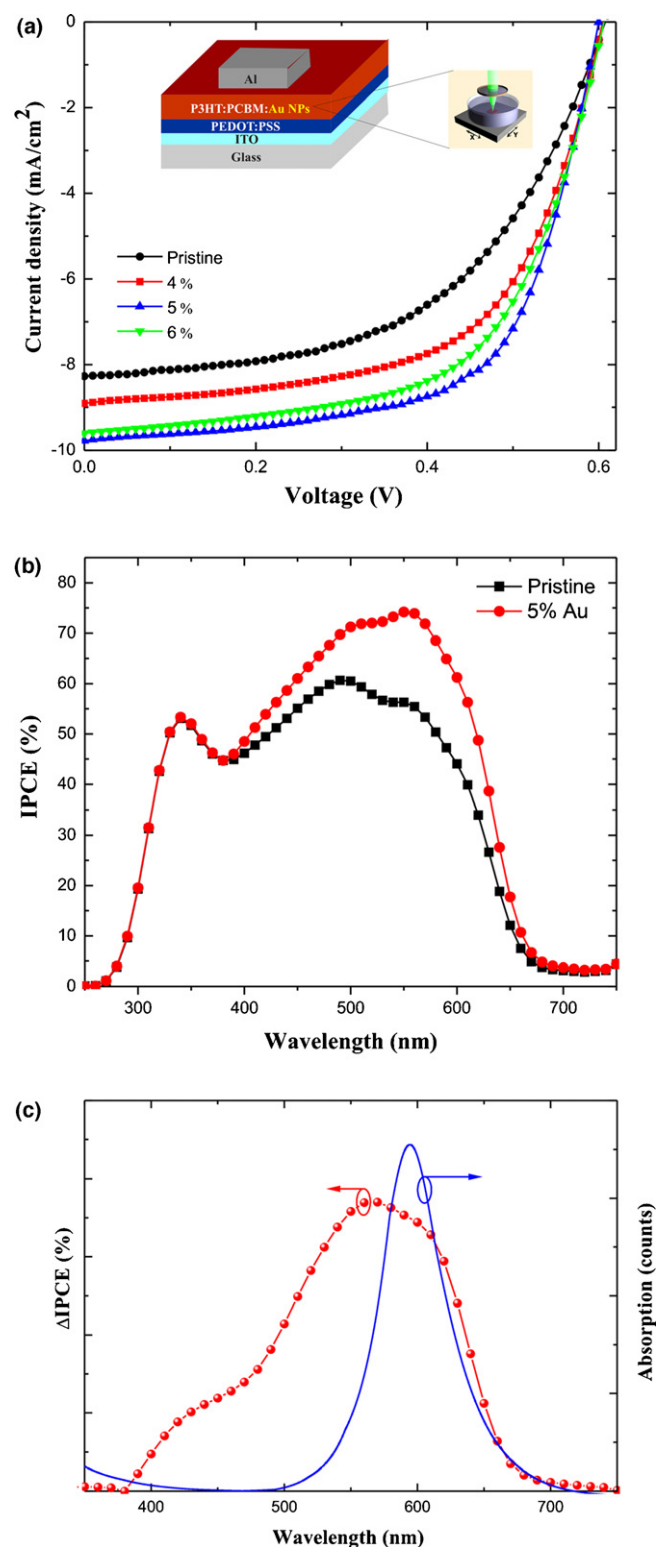 (a)
0
-2
-4
-6
-8
-10
Current density (mA/cm²)
Al
P3HT:PCBM:Au NPs
PEDOT:PSS
ITO
Glass
X
Y
Pristine
4 %
5 %
6 %
0.0
0.2
0.4
0.6
Voltage (V)
(b)
80
70
60
50
40
30
20
10
0
IPCE (%)
Pristine
5% Au
300
400
500
600
700
Wavelength (nm)
(c)
ΔIPCE (%)
Absorption (counts)
400
500
600
700
Wavelength (nm)